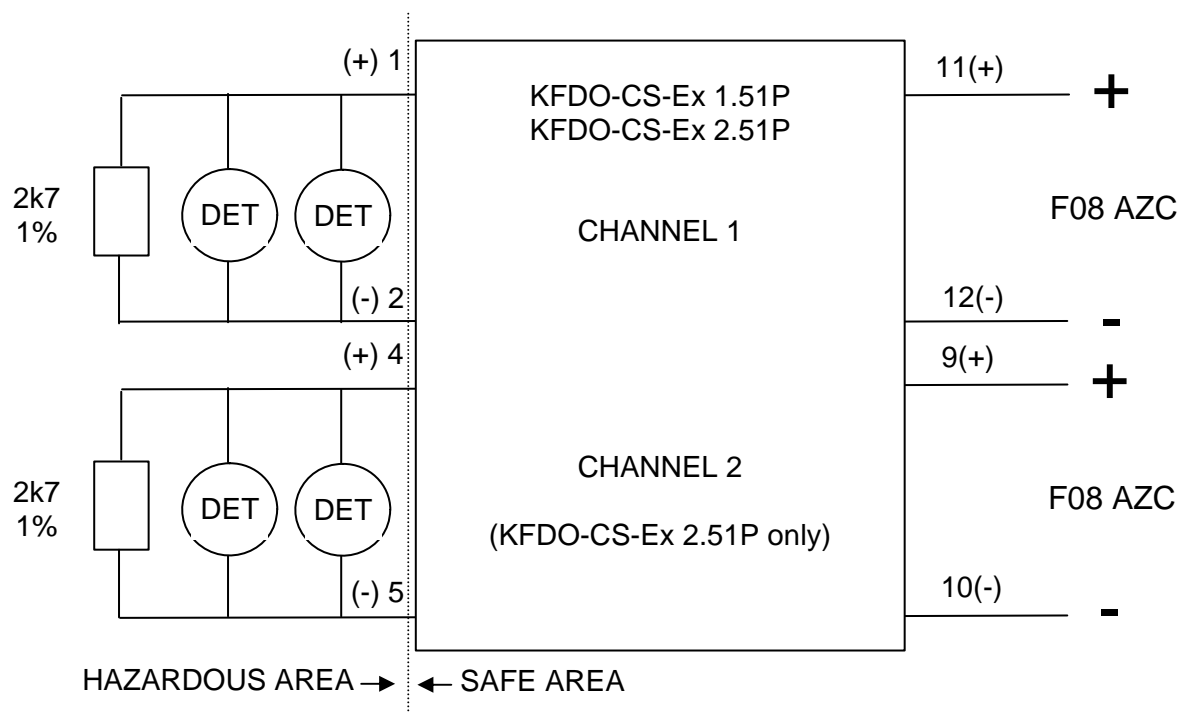 (+) 1
11(+)
+
KFDO-CS-Ex 1.51P
KFDO-CS-Ex 2.51P
2k7
1%
DET
DET
CHANNEL 1
F08 AZC
(-) 2
12(-)
-
(+) 4
9(+)
+
2k7
1%
DET
DET
CHANNEL 2
(KFDO-CS-Ex 2.51P only)
F08 AZC
(-) 5
10(-)
-
HAZARDOUS AREA → ← SAFE AREA